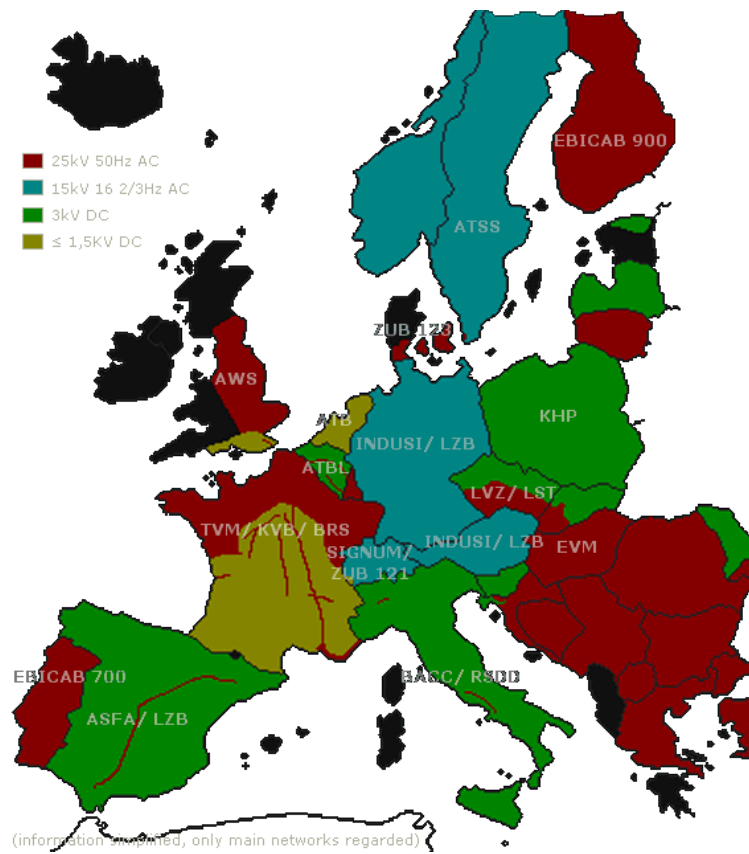 EBICAB 900
25kV 50Hz AC
15kV 16 2/3Hz AC
3kV DC
≤ 1,5KV DC
ATSS
ZUB 123
AWS
KHP
ATB
INDUSI/ LZB
ATBL
LVZ/ LST
TVM/ KVB/ BRS
INDUSI/ LZB
EVM
SIGNUM/
ZUB 121
EBICAB 700
BACC/ RSDD
ASFA/ LZB
(information simplified, only main networks regarded)